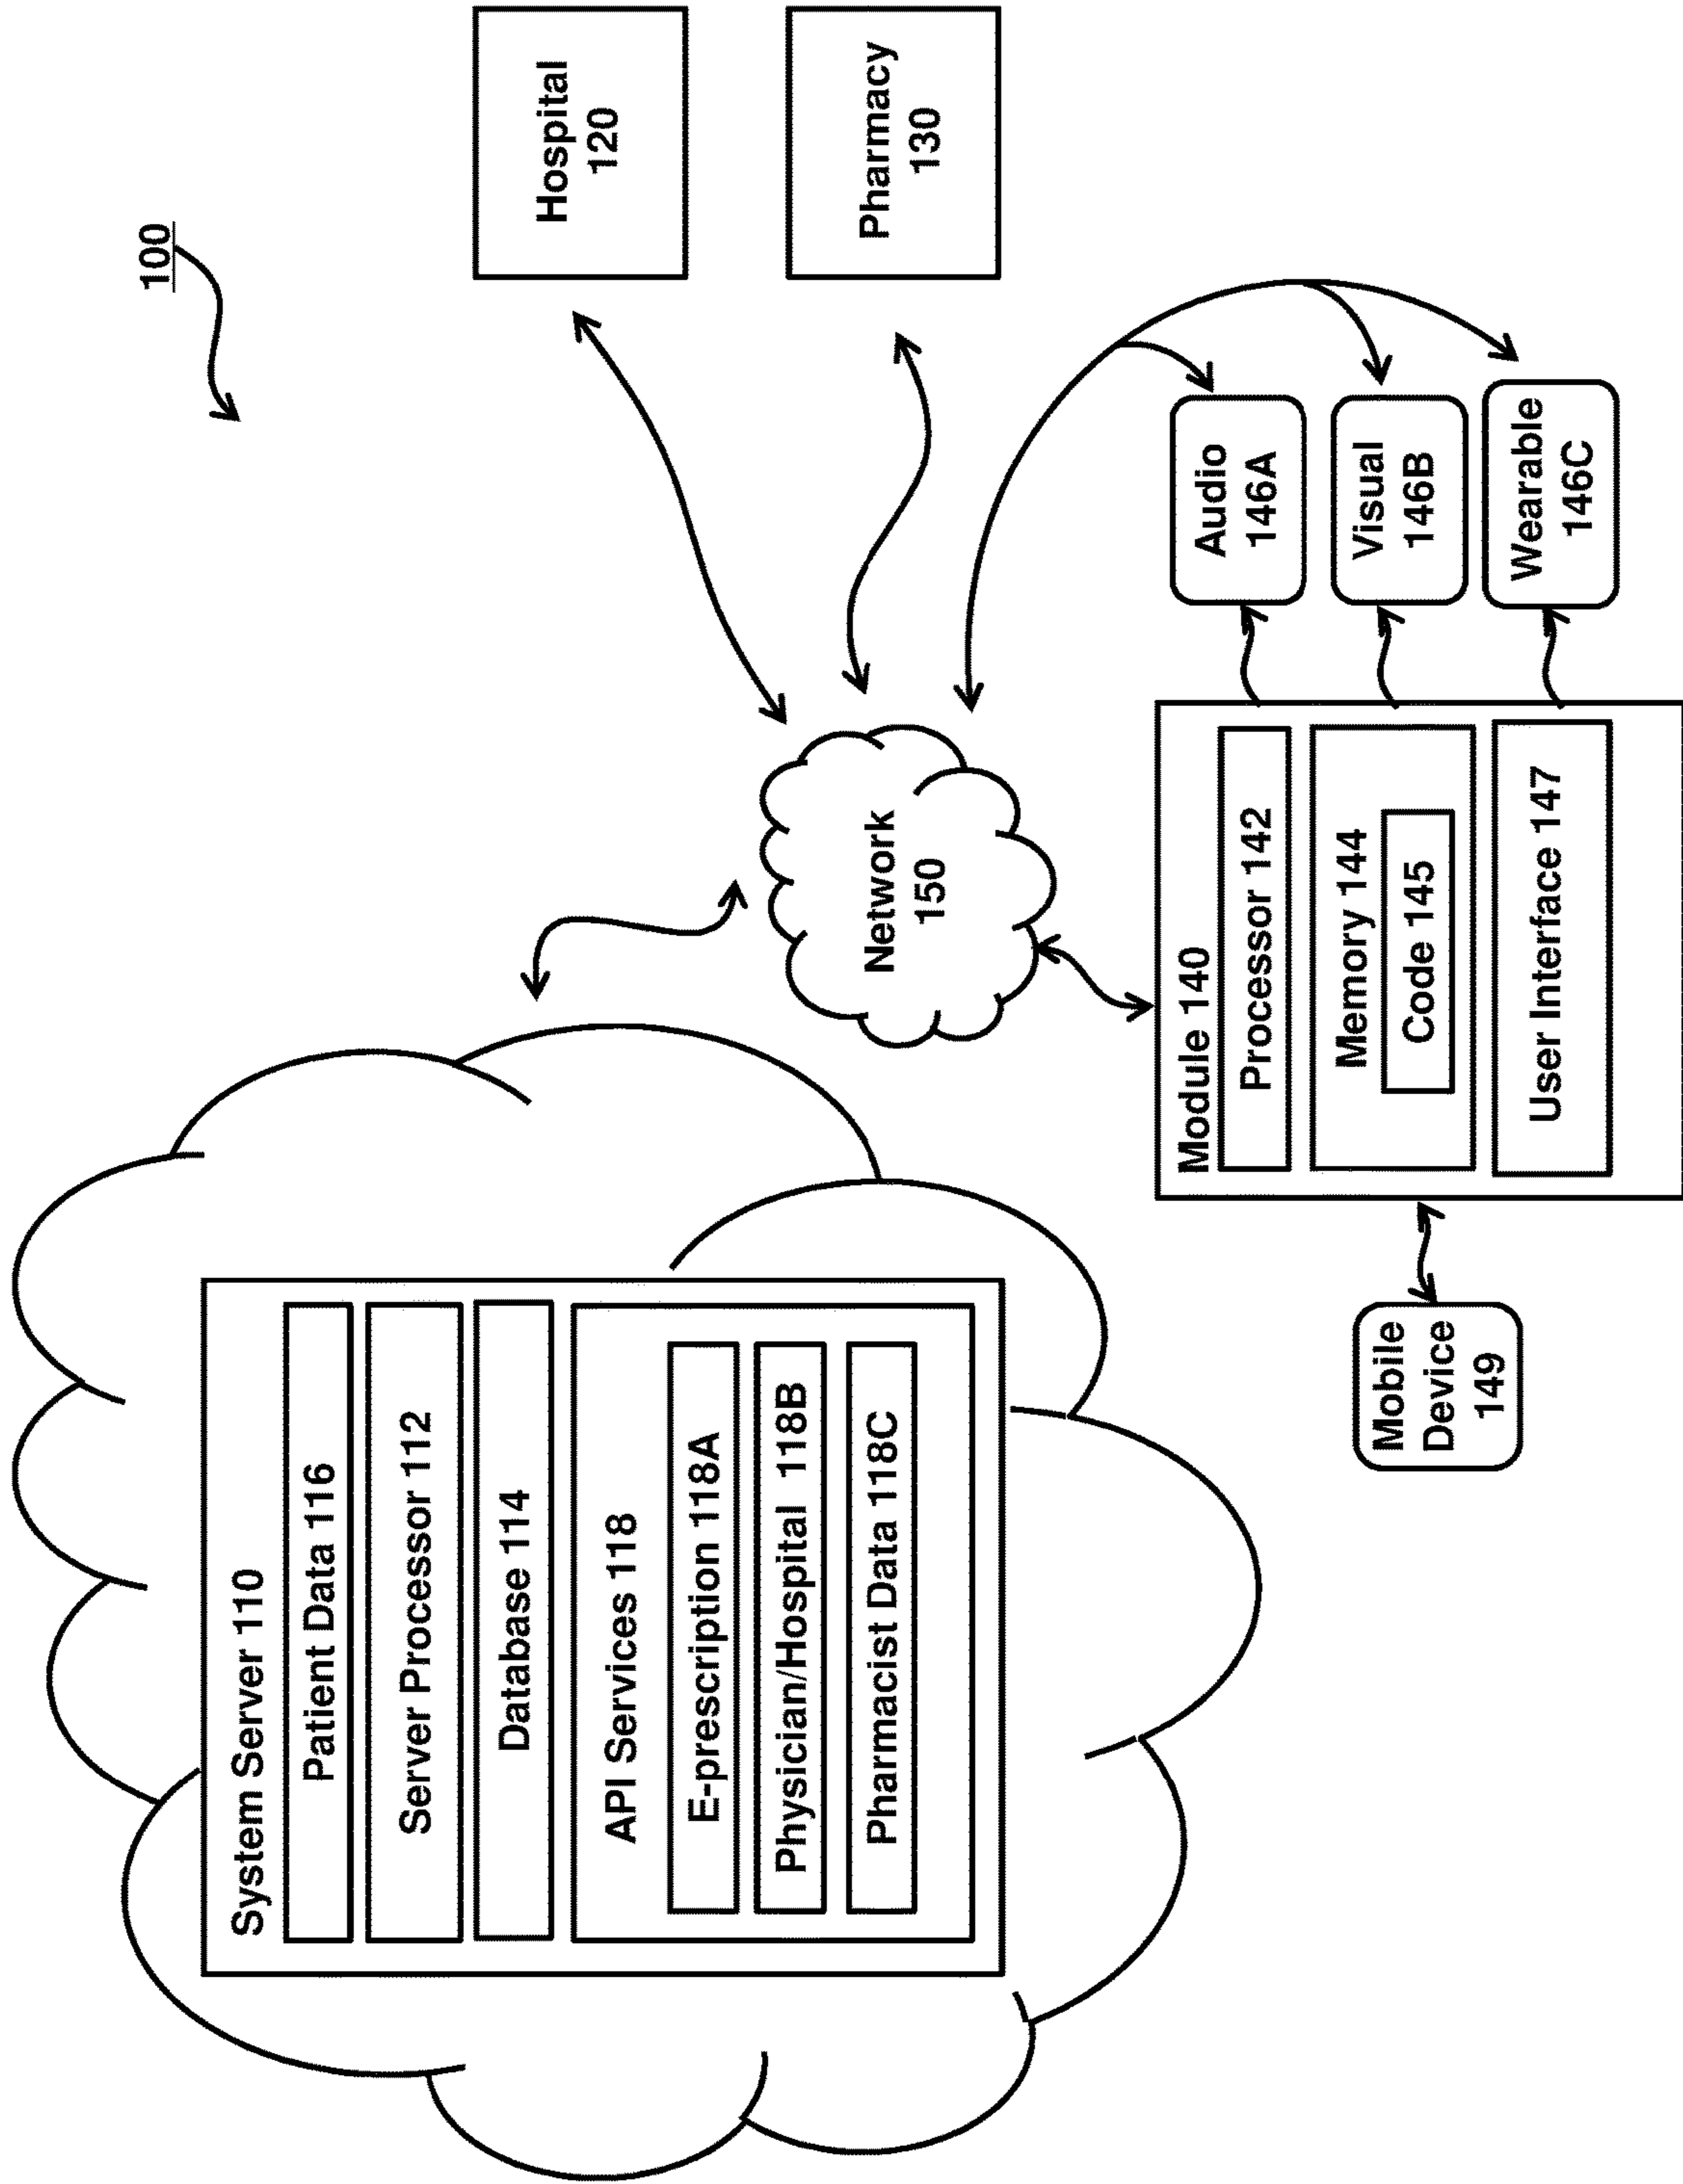 100
System Server 110
Patient Data 116
Server Processor 112
Database 114
API Services 118
E-prescription 118A
Physician/Hospital 118B
Pharmacist Data 118C
Network
150
Hospital
120
Pharmacy
130
Mobile
Device
149
Module 140
Processor 142
Memory 144
Code 145
User Interface 147
Audio
146A
Visual
146B
Wearable
146C